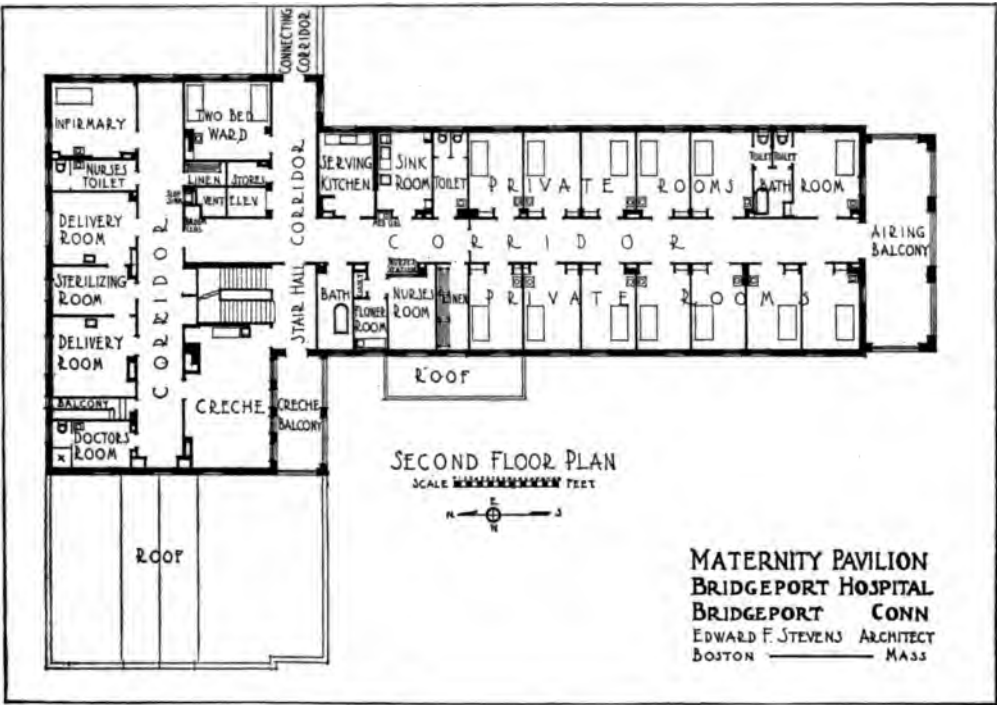 CONNECTING
CORRIDOR
INFIRMARY
TWO BED
WARD
NURSES
TOILET
LINEN
STORES
VENT
ELEV
SERVING
KITCHEN
SINK
ROOM
TOILET
PRIVATE ROOMS
TOILET
TOILET
BATH
ROOM
DELIVERY
ROOM
CORRIDOR
CORRIDOR
CORRIDOR
AIRING
BALCONY
STERILIZING
ROOM
STAIR HALL
BATH
FLOWER
ROOM
NURSES
ROOM
LINEN
PRIVATE ROOMS
DELIVERY
ROOM
ROOF
BALCONY
CRECHE
CRECHE
BALCONY
DOCTORS
ROOM
SECOND FLOOR PLAN
SCALE FEET
E
N S
W
ROOF
MATERNITY PAVILION
BRIDGEPORT HOSPITAL
BRIDGEPORT CONN
EDWARD F. STEVENS ARCHITECT
BOSTON MASS